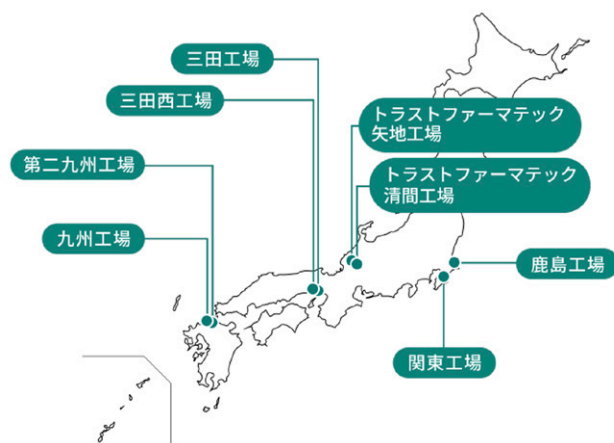 三田工場
三田西工場
トラストファーマテック
矢地工場
第二九州工場
トラストファーマテック
清間工場
九州工場
鹿島工場
関東工場